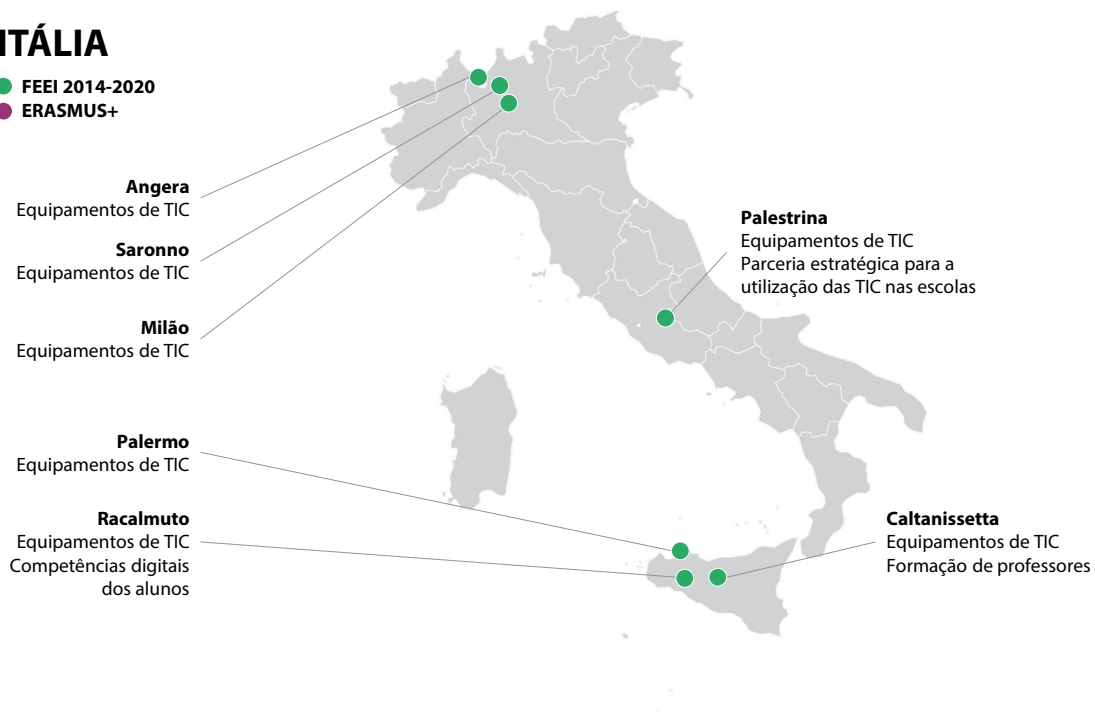 ITÁLIA
FEEI 2014-2020
ERASMUS+
Angera
Equipamentos de TIC
Saronno
Equipamentos de TIC
Milão
Equipamentos de TIC
Palestrina
Equipamentos de TIC
Parceria estratégica para a
utilização das TIC nas escolas
Palermo
Equipamentos de TIC
Racalmuto
Equipamentos de TIC
Competências digitais
dos alunos
Caltanissetta
Equipamentos de TIC
Formação de professores